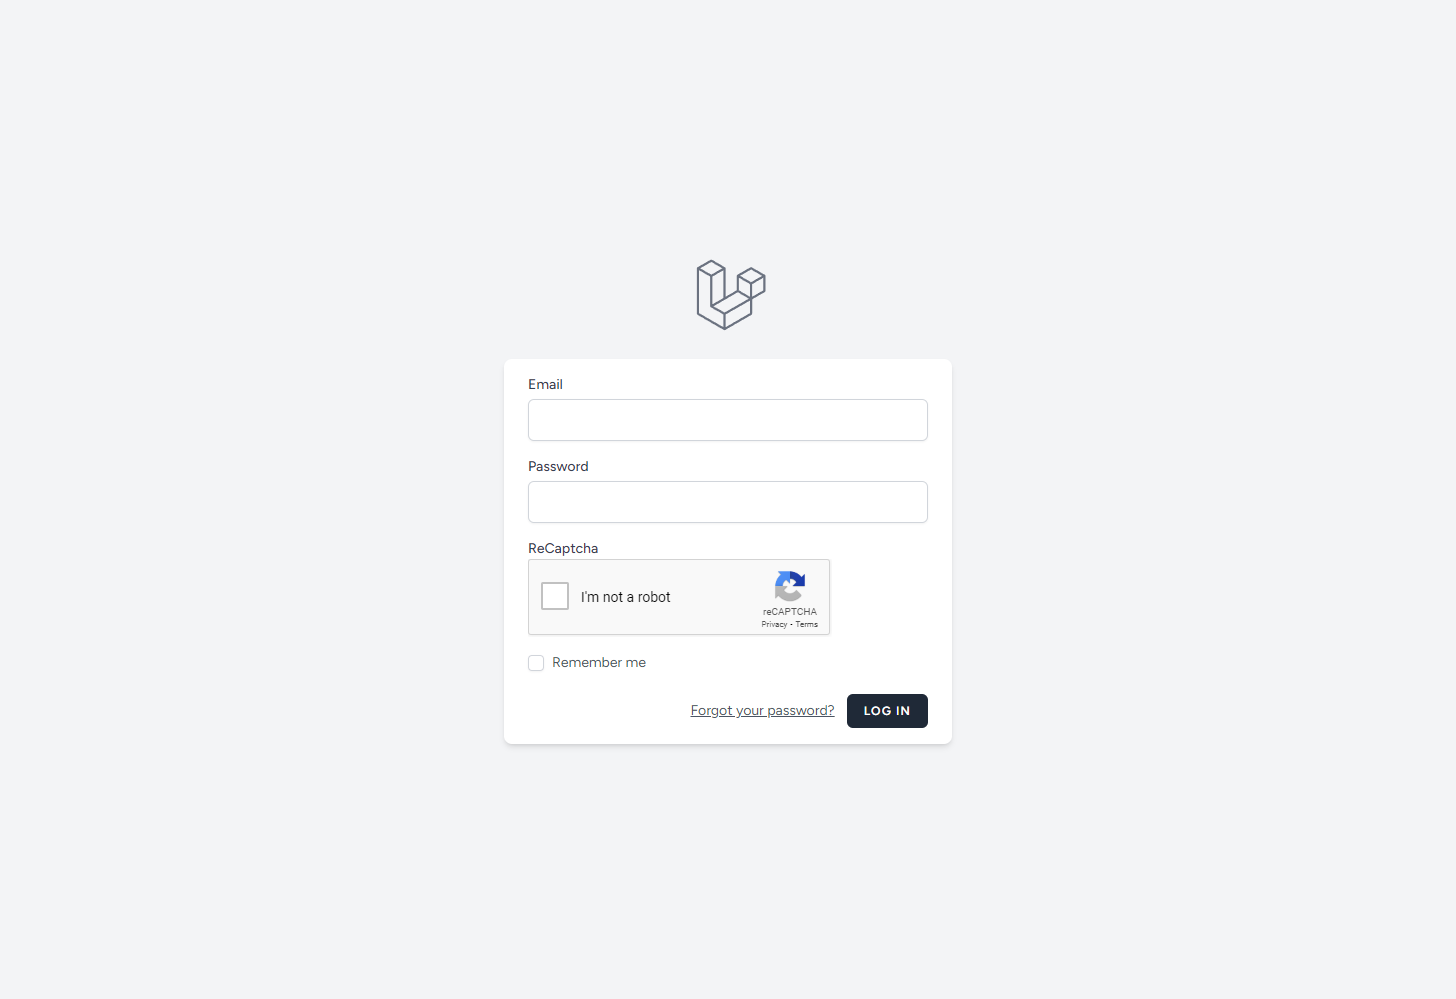 Email
Password
ReCaptcha
I'm not a robot
reCAPTCHA
Privacy - Terms
Remember me
Forgot your password? LOG IN